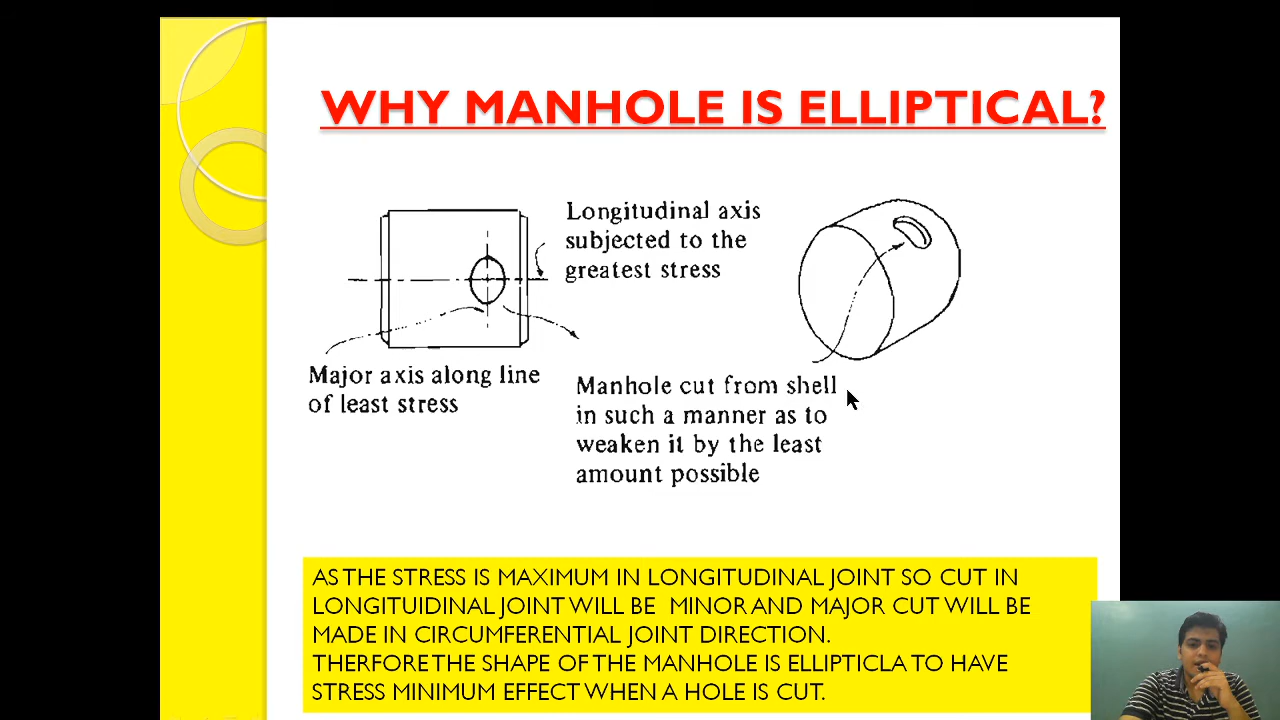 WHY MANHOLE IS ELLIPTICAL?
Longitudinal axis
subjected to the
greatest stress
Major axis along line
of least stress
Manhole cut from shell
in such a manner as to
weaken it by the least
amount possible
AS THE STRESS IS MAXIMUM IN LONGITUDINAL JOINT SO CUT IN
LONGITUIDINAL JOINT WILL BE MINOR AND MAJOR CUT WILL BE
MADE IN CIRCUMFERENTIAL JOINT DIRECTION.
THERFORE THE SHAPE OF THE MANHOLE IS ELLIPTICLA TO HAVE
STRESS MINIMUM EFFECT WHEN A HOLE IS CUT.